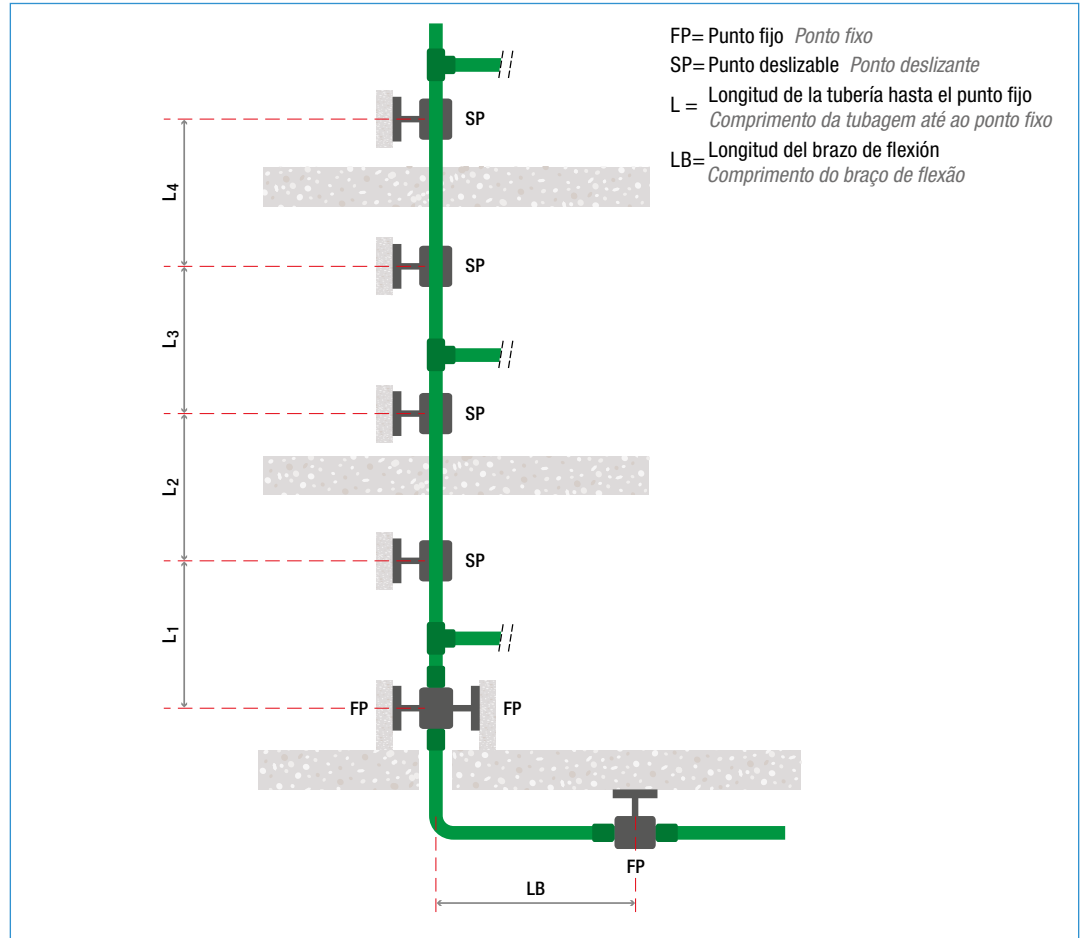 FP= Punto fijo Ponto fixo
SP= Punto deslizable Ponto deslizante
L = Longitud de la tubería hasta el punto fijo
Comprimento da tubagem até ao ponto fixo
LB= Longitud del brazo de flexión
Comprimento do braço de flexão
SP
L4
SP
L3
SP
L2
SP
L1
FP
FP
FP
LB